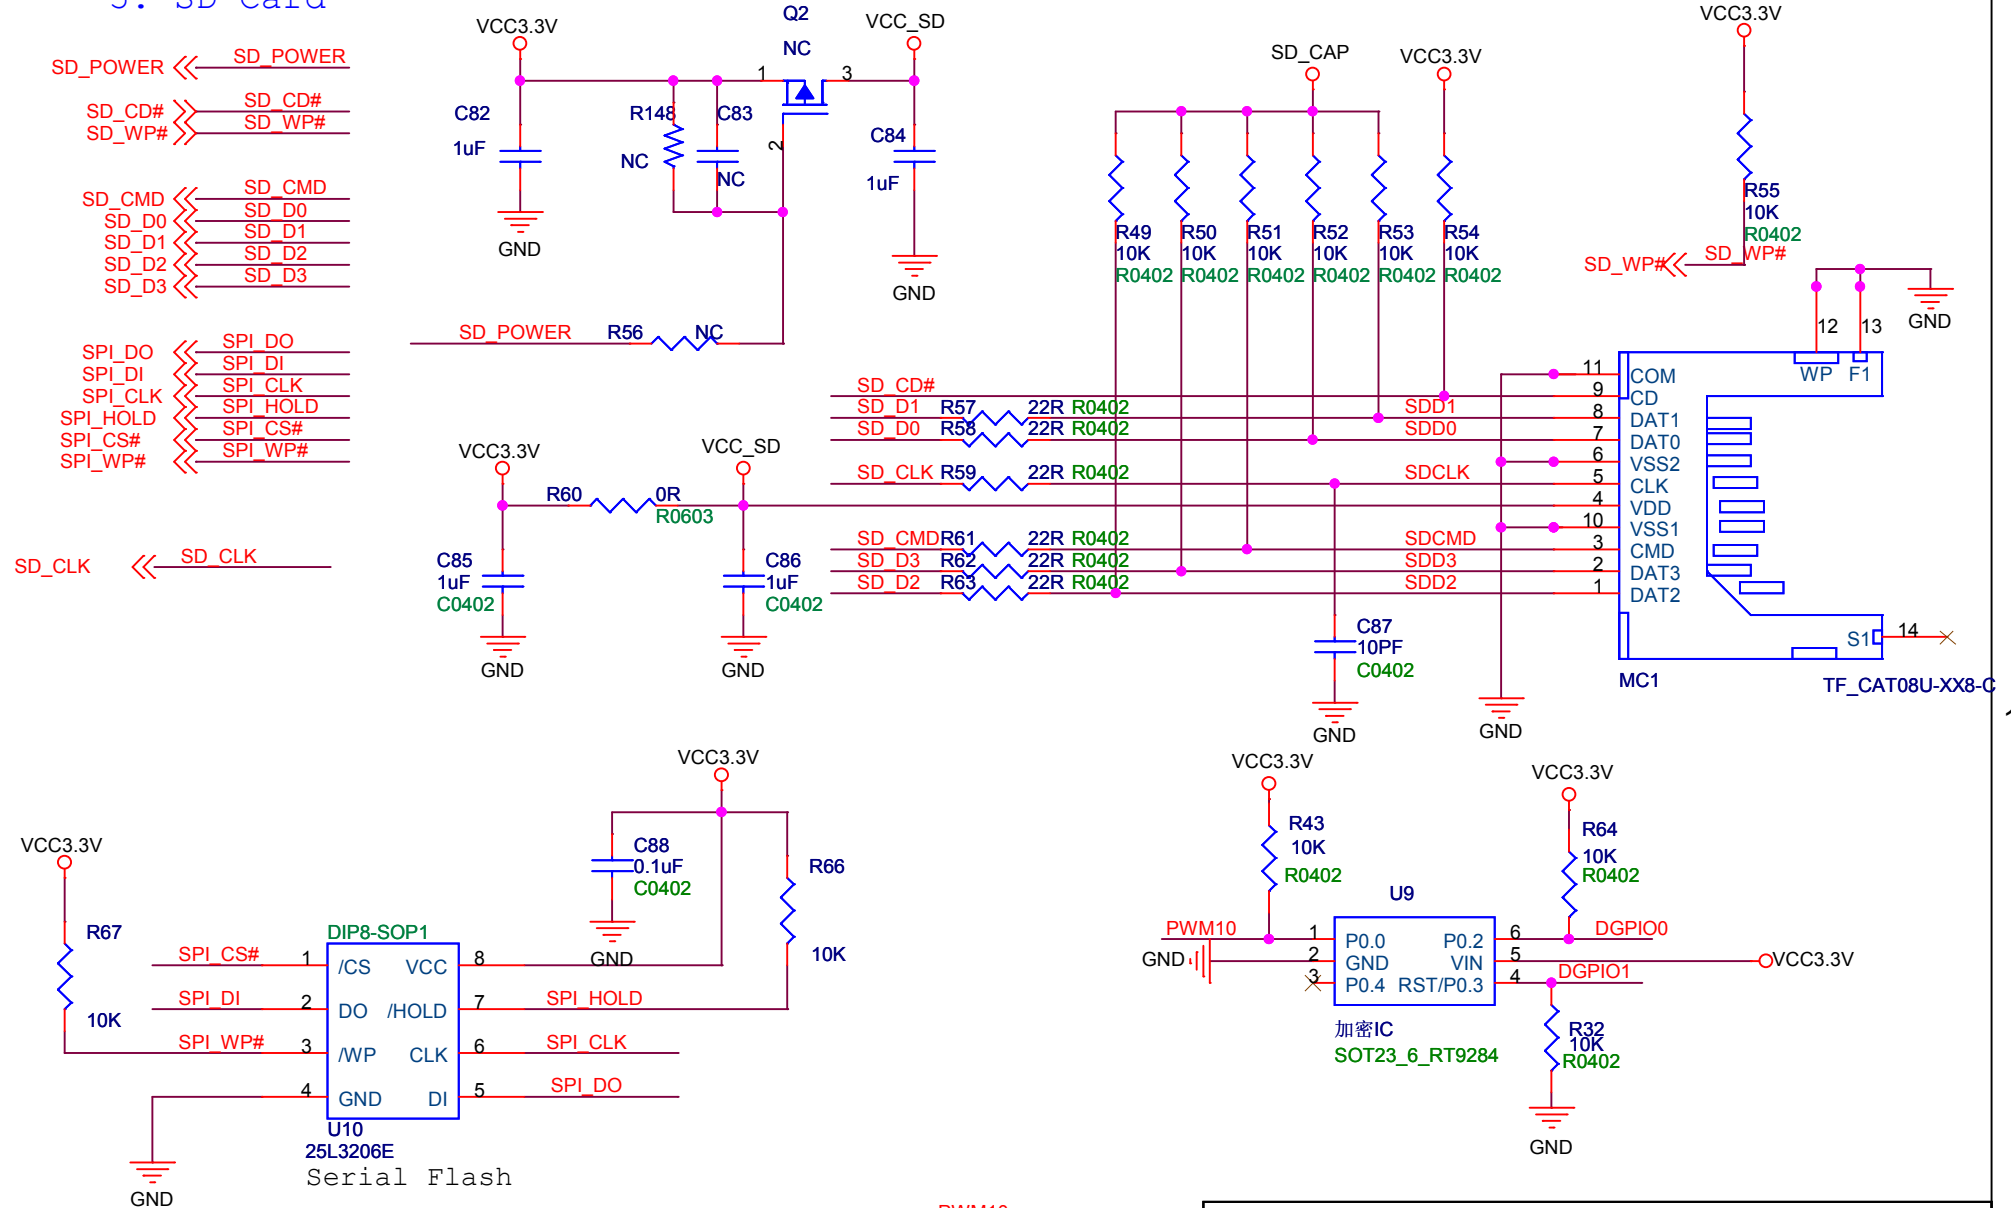 SD_POWER SD_POWER
SD_CD# SD_CD#
SD_WP# SD_WP#
SD_CMD SD_CMD
SD_D0 SD_D0
SD_D1 SD_D1
SD_D2 SD_D2
SD_D3 SD_D3
SPI_DO SPI_DO
SPI_DI SPI_DI
SPI_CLK SPI_CLK
SPI_HOLD SPI_HOLD
SPI_CS# SPI_CS#
SPI_WP# SPI_WP#
SD_CLK SD_CLK
VCC3.3V
C82
1uF
GND
R148
NC
C83
NC
Q2
NC
1
3
2
VCC_SD
C84
1uF
GND
SD_POWER R56 NC
VCC3.3V
R60 0R
R0603
VCC_SD
C85
1uF
C0402
GND
C86
1uF
C0402
GND
SD_CAP
VCC3.3V
R49
10K
R0402
R50
10K
R0402
R51
10K
R0402
R52
10K
R0402
R53
10K
R0402
R54
10K
R0402
VCC3.3V
R55
10K
R0402
SD_WP# SD_WP#
GND
12
13
WP F1
SD_CD#
SD_D1 R57 22R R0402 SDD1
SD_D0 R58 22R R0402 SDD0
SD_CLK R59 22R R0402 SDCLK
SD_CMD R61 22R R0402 SDCMD
SD_D3 R62 22R R0402 SDD3
SD_D2 R63 22R R0402 SDD2
11 COM
9 CD
8 DAT1
7 DAT0
6 VSS2
5 CLK
4 VDD
10 VSS1
3 CMD
2 DAT3
1 DAT2
S1 14
MC1
TF_CAT08U-XX8-C
C87
10PF
C0402
GND
GND
VCC3.3V
R67
10K
VCC3.3V
C88
0.1uF
C0402
GND
R66
10K
DIP8-SOP1
SPI_CS# 1 /CS VCC 8
SPI_DI 2 DO /HOLD 7 SPI_HOLD
SPI_WP# 3 /WP CLK 6 SPI_CLK
4 GND DI 5 SPI_DO
U10
25L3206E
Serial Flash
GND
VCC3.3V
R43
10K
R0402
VCC3.3V
R64
10K
R0402
U9
PWM10 1 P0.0 P0.2 6 DGPIO0
GND 2 GND VIN 5 VCC3.3V
3 P0.4 RST/P0.3 4 DGPIO1
加密IC
SOT23_6_RT9284
R32
10K
R0402
GND